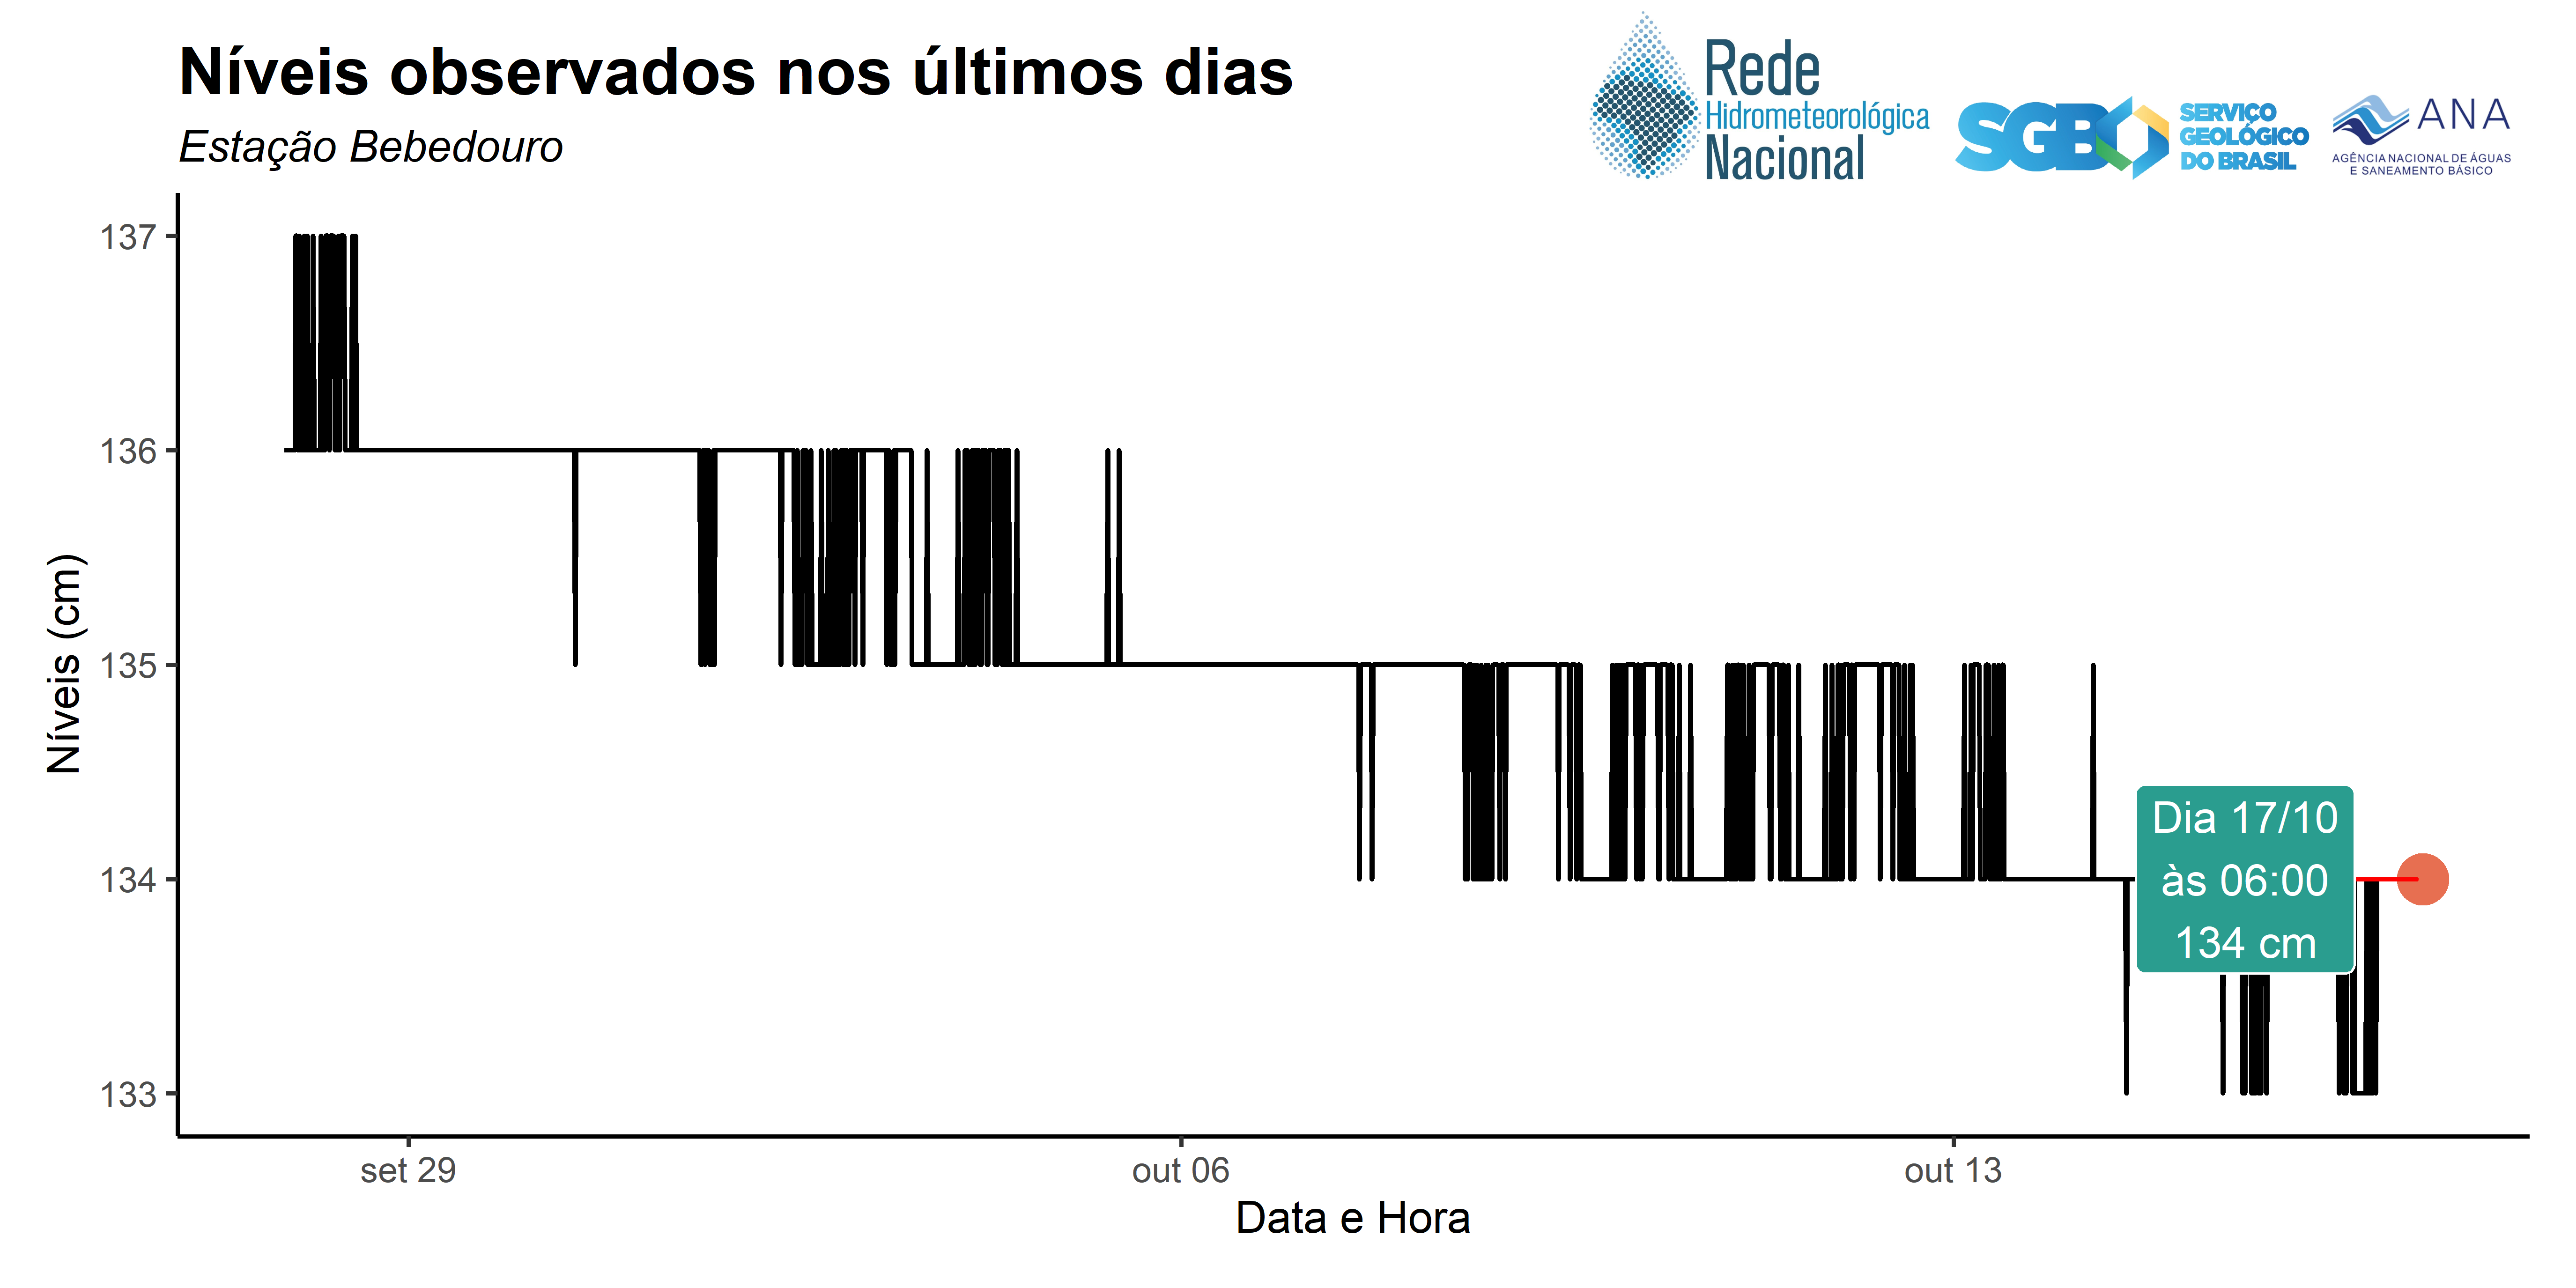 Níveis observados nos últimos dias
Estação Bebedouro
Rede
Hidrometeorológica
Nacional
SGB
SERVIÇO
GEOLÓGICO
DO BRASIL
ANA
AGÊNCIA NACIONAL DE ÁGUAS
E SANEAMENTO BÁSICO
137
136
135
134
133
Níveis (cm)
Dia 17/10
às 06:00
134 cm
set 29
out 06
out 13
Data e Hora